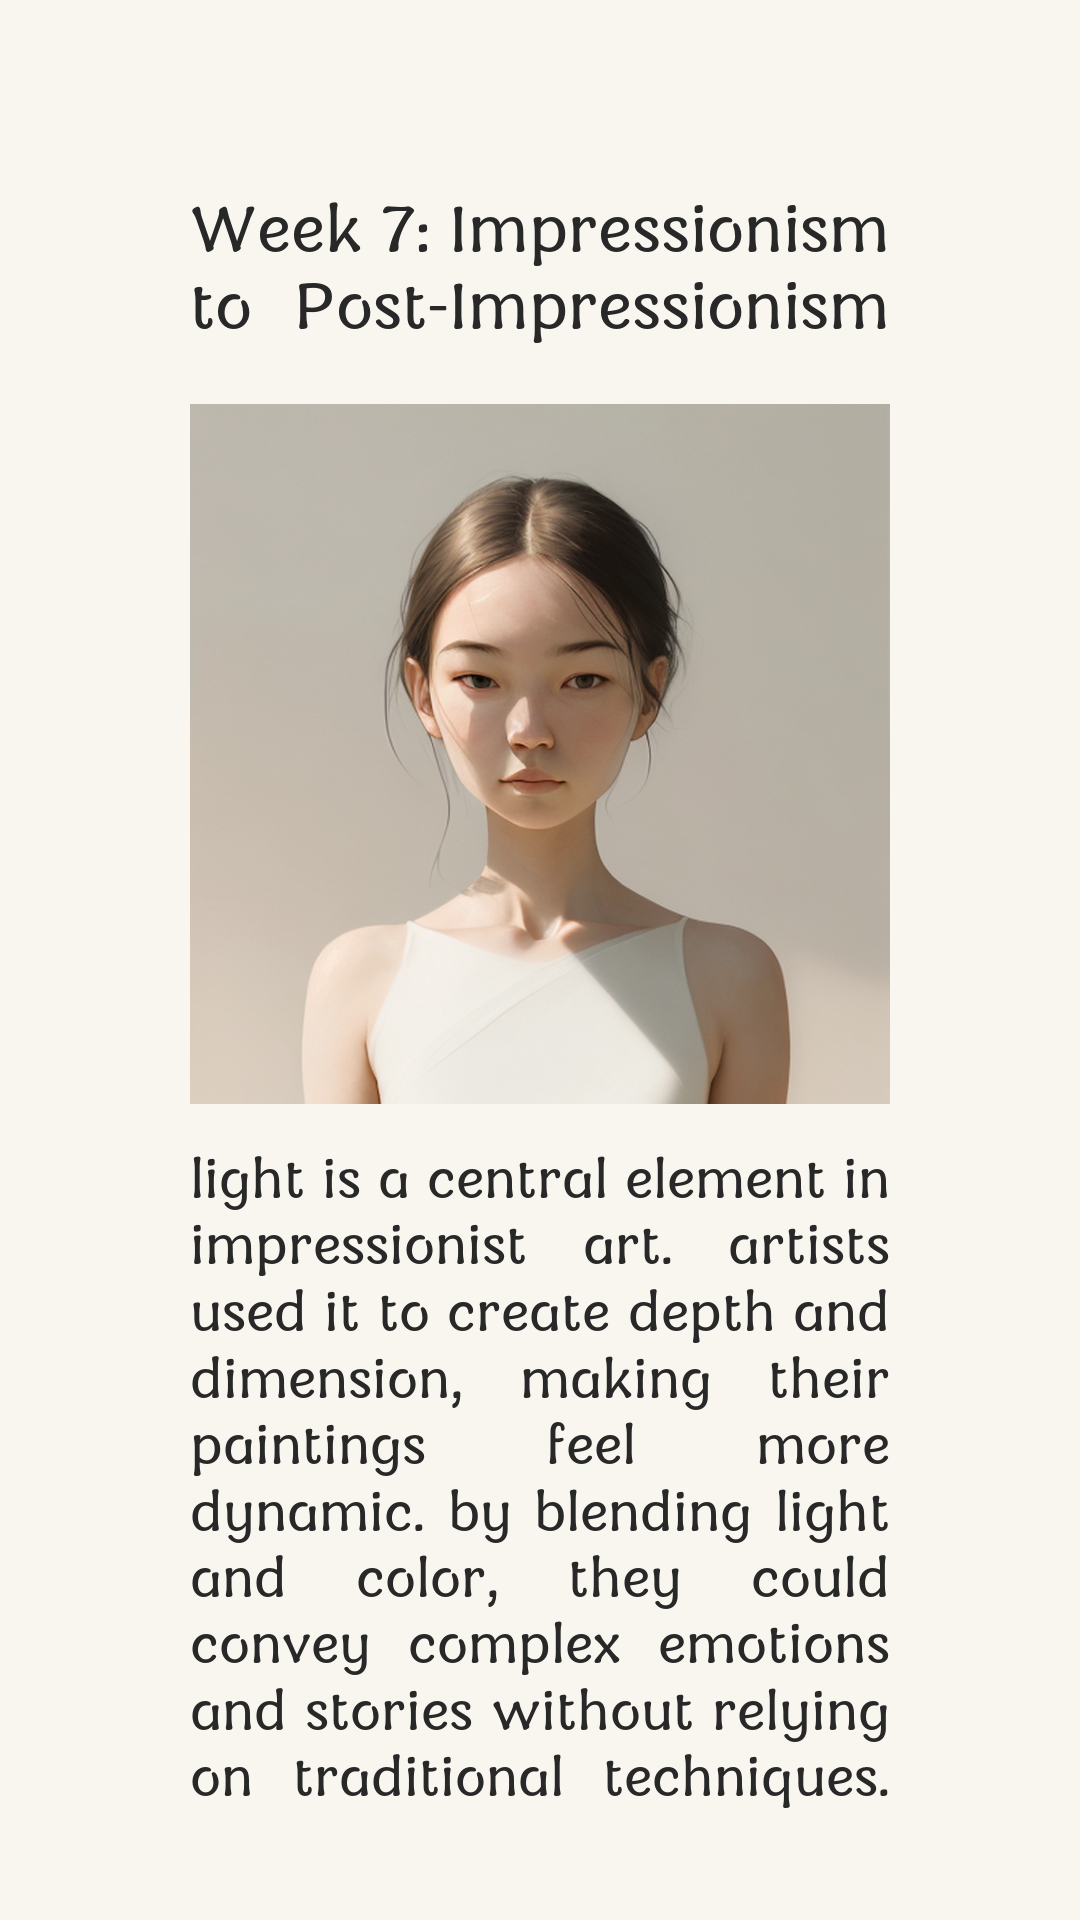 Week 7: Impressionism
to Post-Impressionism
light is a central element in
impressionist art. artists
used it to create depth and
dimension, making their
paintings feel more
dynamic. by blending light
and color, they could
convey complex emotions
and stories without relying
on traditional techniques.